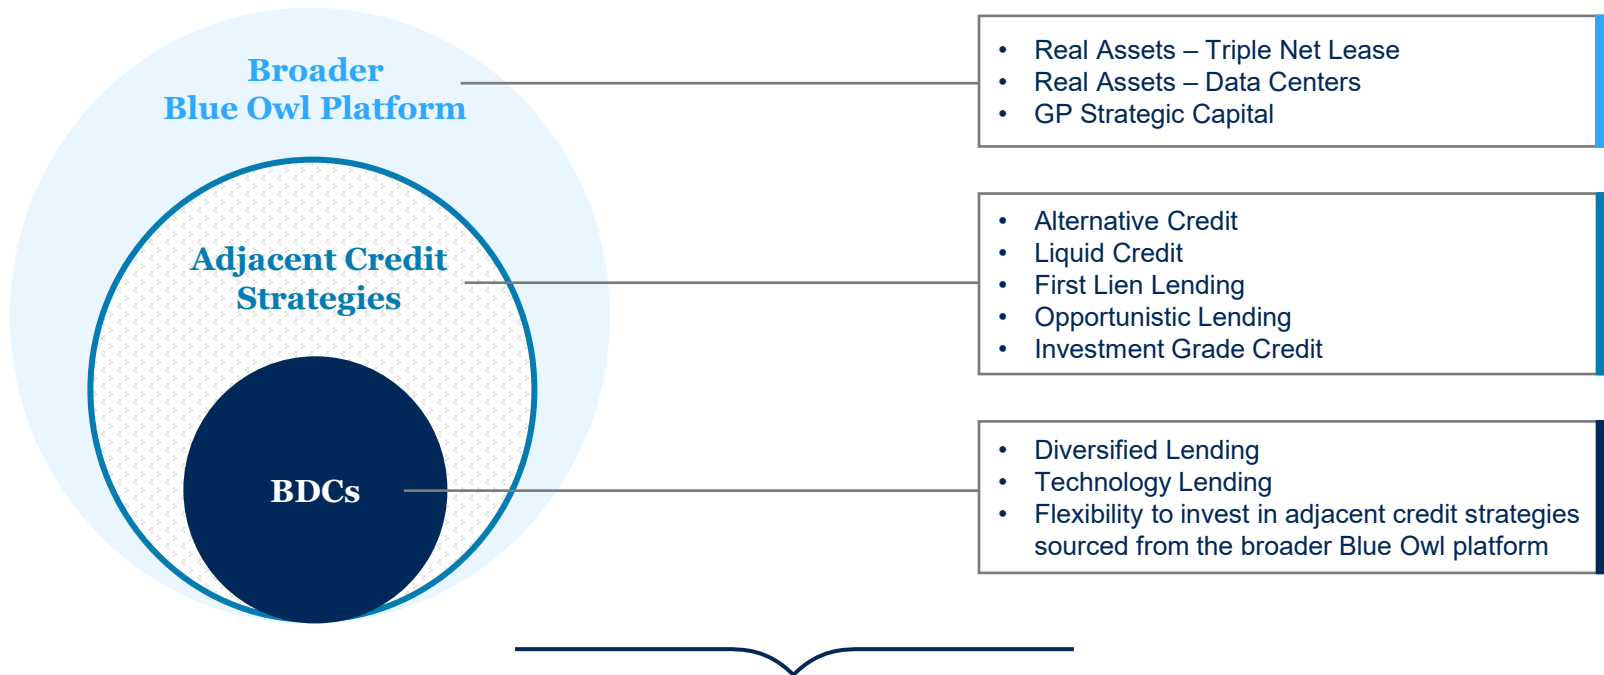 Broader
Blue Owl Platform
• Real Assets – Triple Net Lease
• Real Assets – Data Centers
• GP Strategic Capital
Adjacent Credit
Strategies
• Alternative Credit
• Liquid Credit
• First Lien Lending
• Opportunistic Lending
• Investment Grade Credit
BDCs
• Diversified Lending
• Technology Lending
• Flexibility to invest in adjacent credit strategies
sourced from the broader Blue Owl platform